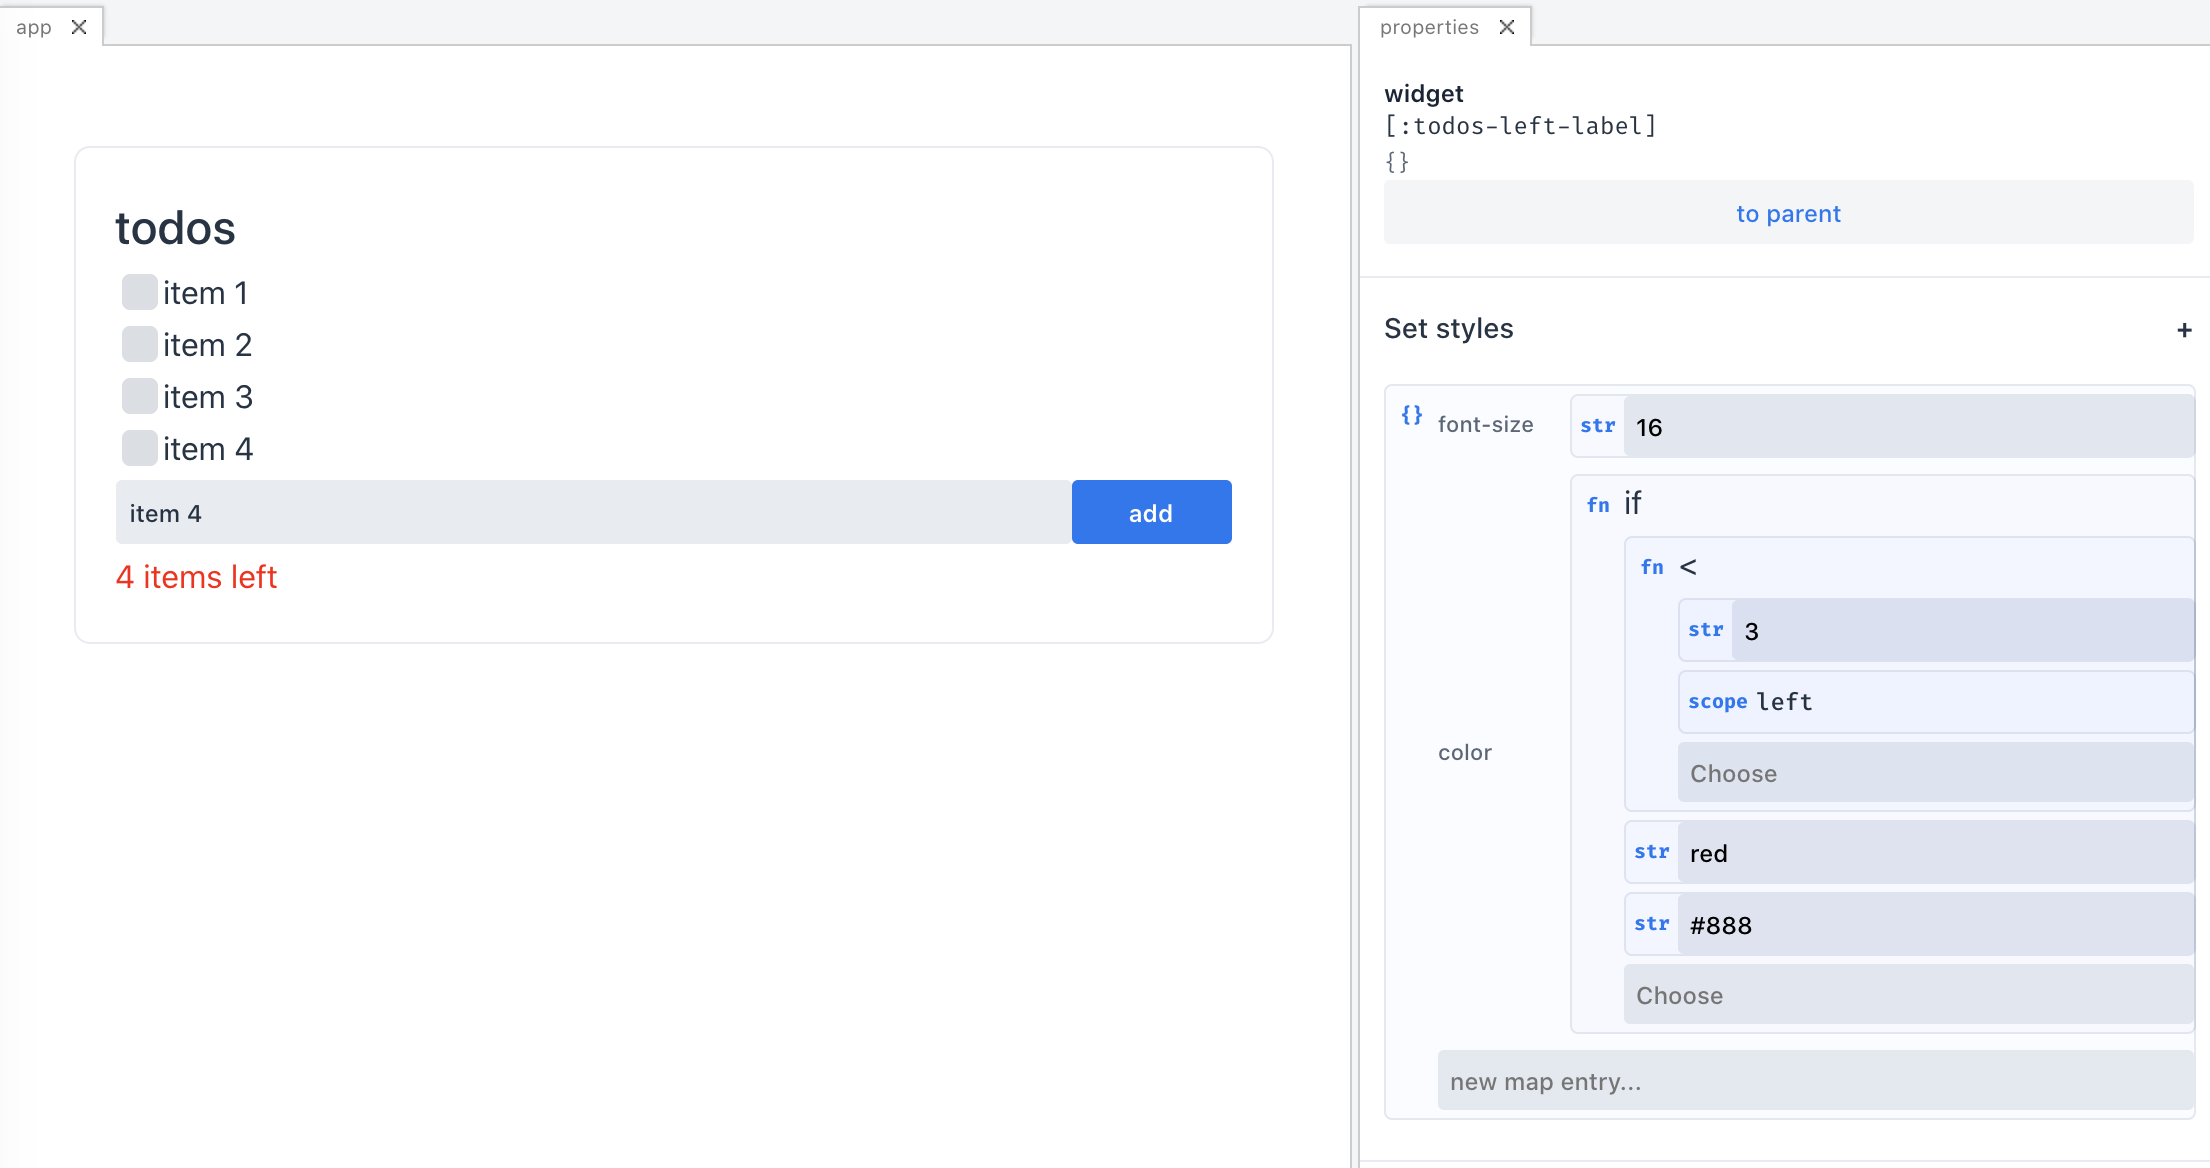 app
todos
item 1
item 2
item 3
item 4
item 4
add
4 items left
properties
widget
[:todos-left-label]
{}
to parent
Set styles
+
{} font-size str 16
color
fn if
fn <
str 3
scope left
Choose
str red
str #888
Choose
new map entry...